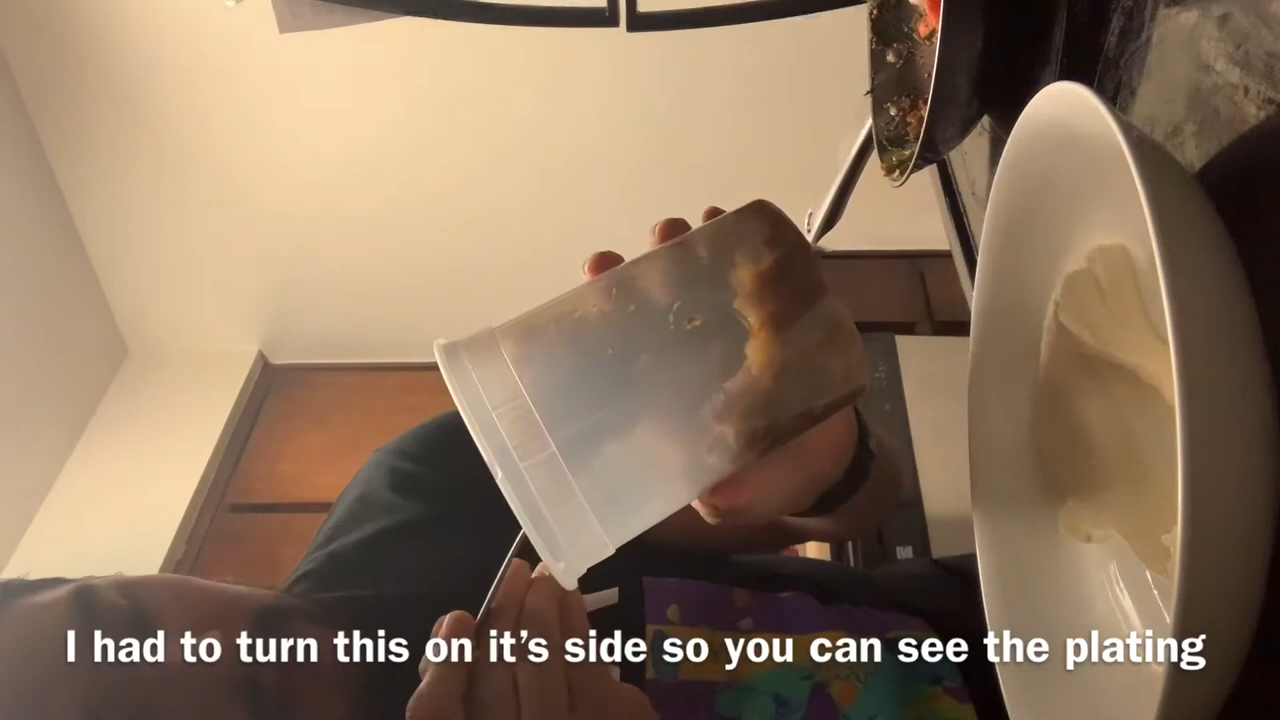 I had to turn this on it’s side so you can see the plating